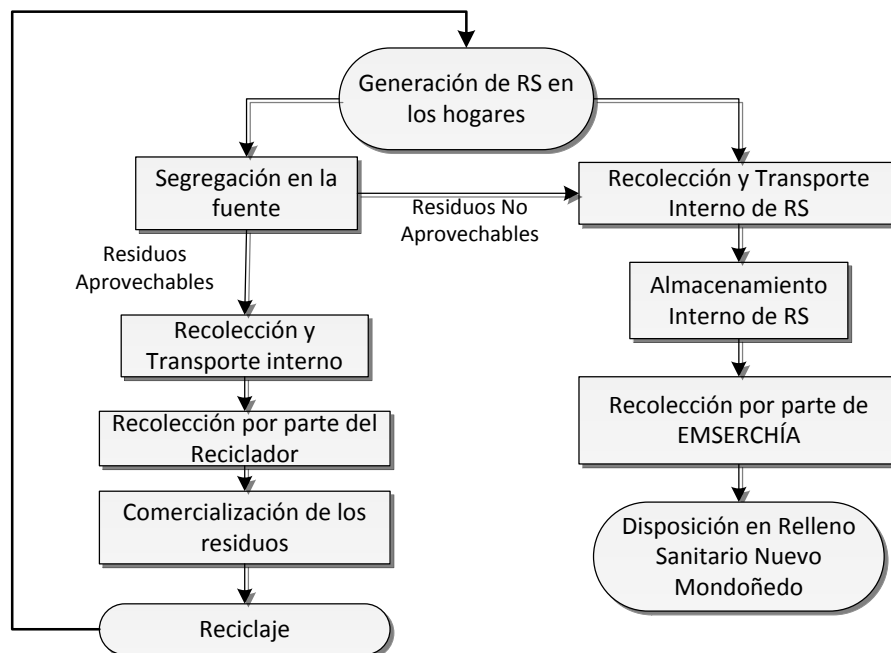 Generación de RS en
los hogares
Segregación en la
fuente
Residuos No
Aprovechables
Recolección y Transporte
Interno de RS
Residuos
Aprovechables
Almacenamiento
Interno de RS
Recolección y
Transporte interno
Recolección por parte del
Reciclador
Recolección por parte de
EMSERCHÍA
Comercialización de los
residuos
Disposición en Relleno
Sanitario Nuevo
Mondoñedo
Reciclaje